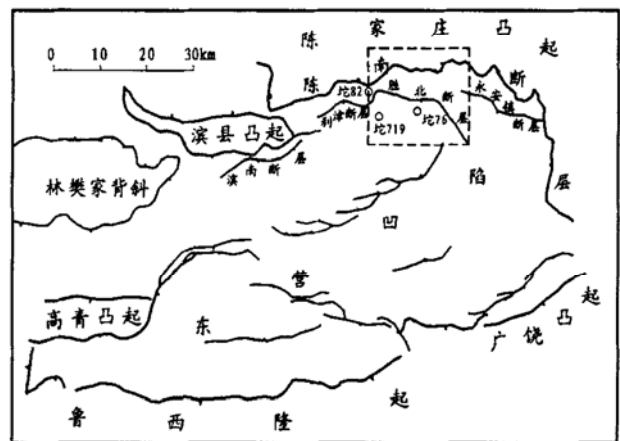 陈家庄凸起
0 10 20 30km
陈南断层
坨82
胜北断层
永安镇断层
利津断层
坨719
坨76
滨县凸起
滨南断层
林樊家背斜
东营凹陷
高青凸起
广饶凸起
鲁西隆起